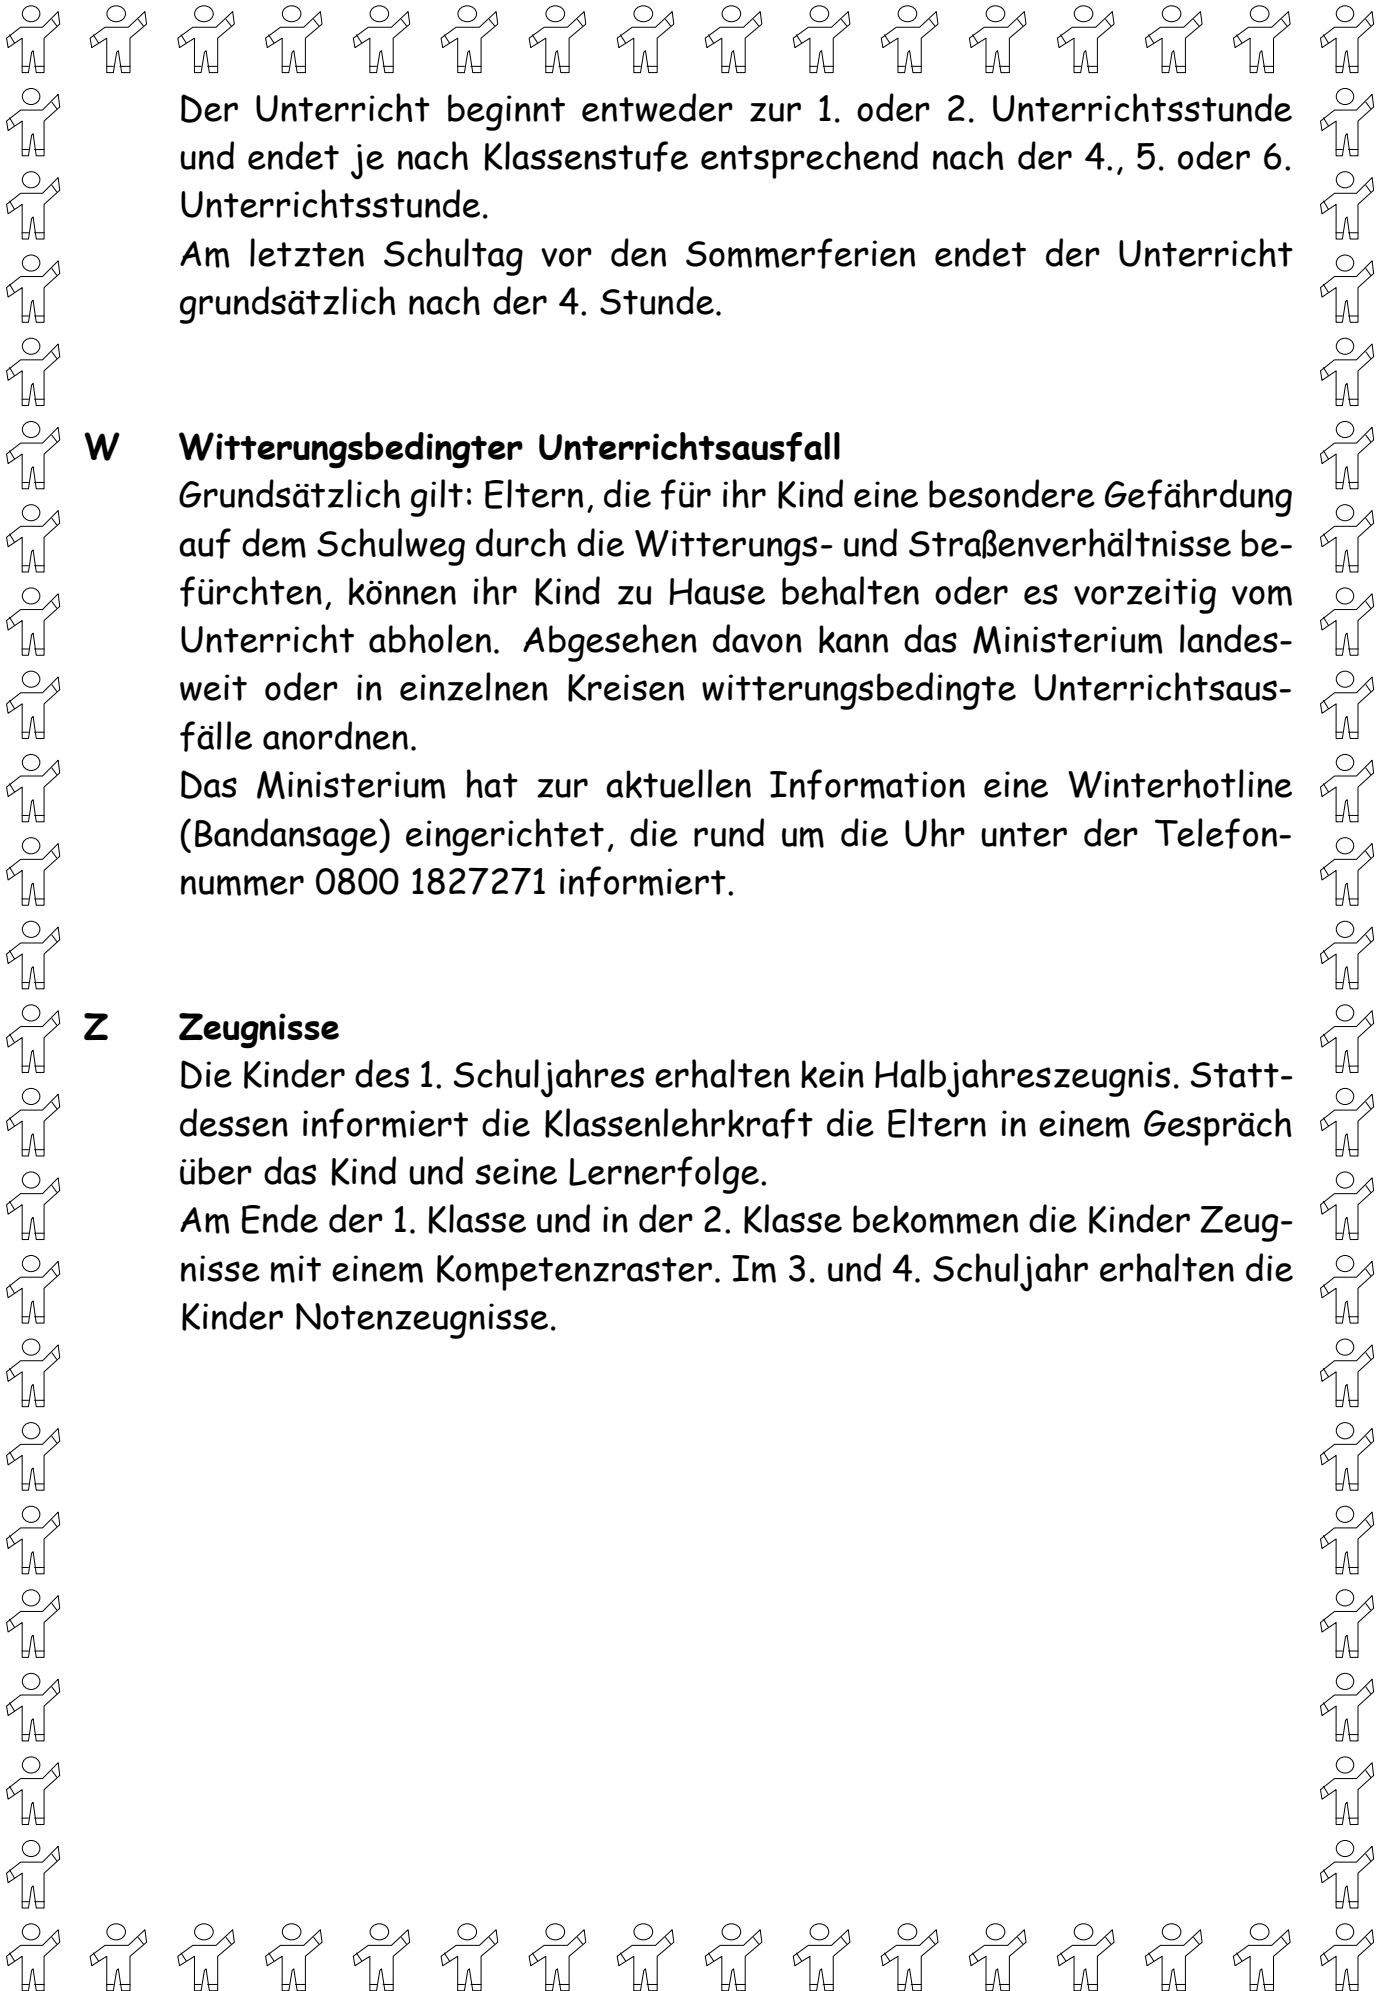 Der Unterricht beginnt entweder zur 1. oder 2. Unterrichtsstunde
und endet je nach Klassenstufe entsprechend nach der 4., 5. oder 6.
Unterrichtsstunde.
Am letzten Schultag vor den Sommerferien endet der Unterricht
grundsätzlich nach der 4. Stunde.
W Witterungsbedingter Unterrichtsausfall
Grundsätzlich gilt: Eltern, die für ihr Kind eine besondere Gefährdung
auf dem Schulweg durch die Witterungs- und Straßenverhältnisse be-
fürchten, können ihr Kind zu Hause behalten oder es vorzeitig vom
Unterricht abholen. Abgesehen davon kann das Ministerium landes-
weit oder in einzelnen Kreisen witterungsbedingte Unterrichtsaus-
fälle anordnen.
Das Ministerium hat zur aktuellen Information eine Winterhotline
(Bandansage) eingerichtet, die rund um die Uhr unter der Telefon-
nummer 0800 1827271 informiert.
Z Zeugnisse
Die Kinder des 1. Schuljahres erhalten kein Halbjahreszeugnis. Statt-
dessen informiert die Klassenlehrkraft die Eltern in einem Gespräch
über das Kind und seine Lernerfolge.
Am Ende der 1. Klasse und in der 2. Klasse bekommen die Kinder Zeug-
nisse mit einem Kompetenzraster. Im 3. und 4. Schuljahr erhalten die
Kinder Notenzeugnisse.